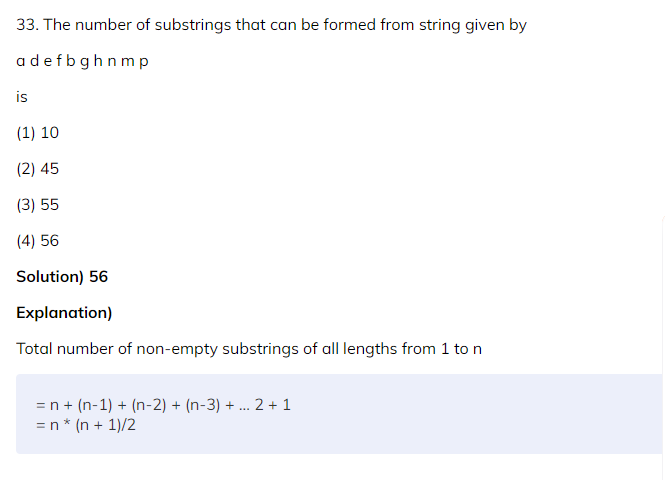 33. The number of substrings that can be formed from string given by
a d e f b g h n m p
is
(1) 10
(2) 45
(3) 55
(4) 56
Solution) 56
Explanation)
Total number of non-empty substrings of all lengths from 1 to n
= n + (n-1) + (n-2) + (n-3) + ... 2 + 1
= n * (n + 1)/2